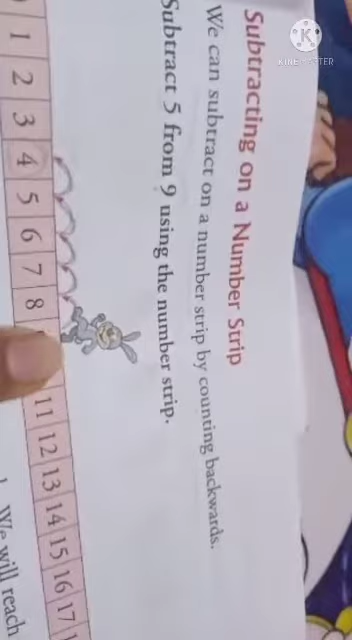 Subtracting on a Number Strip
We can subtract on a number strip by counting backwards.
Subtract 5 from 9 using the number strip.
1 2 3 4 5 6 7 8 11 12 13 14 15 16 17
We will reach
KINEMASTER